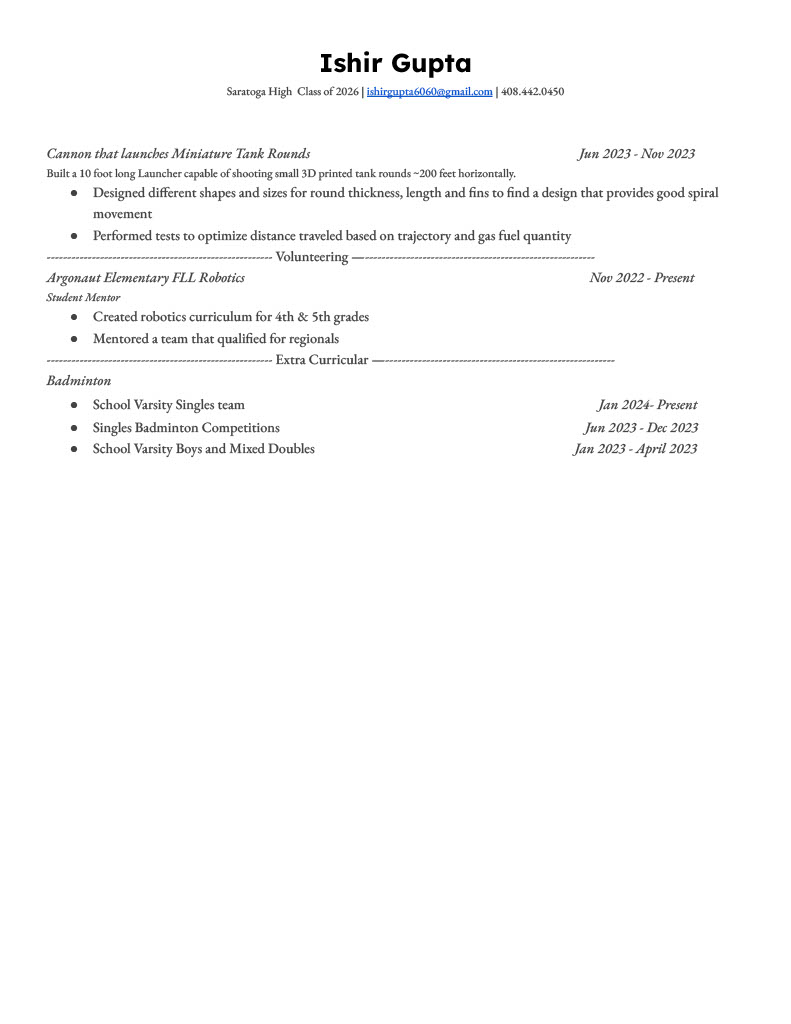 Ishir Gupta
Saratoga High  Class of 2026 | ishirgupta6060@gmail.com | 408.442.0450
Cannon that launches Miniature Tank Rounds Jun 2023 - Nov 2023
Built a 10 foot long Launcher capable of shooting small 3D printed tank rounds ~200 feet horizontally.
● Designed different shapes and sizes for round thickness, length and fins to find a design that provides good spiral
movement
● Performed tests to optimize distance traveled based on trajectory and gas fuel quantity
------------------------------------------------------- Volunteering —--------------------------------------------------------
Argonaut Elementary FLL Robotics Nov 2022 - Present
Student Mentor
● Created robotics curriculum for 4th & 5th grades
● Mentored a team that qualified for regionals
------------------------------------------------------- Extra Curricular —--------------------------------------------------------
Badminton
● School Varsity Singles team Jan 2024- Present
● Singles Badminton Competitions Jun 2023 - Dec 2023
● School Varsity Boys and Mixed Doubles Jan 2023 - April 2023